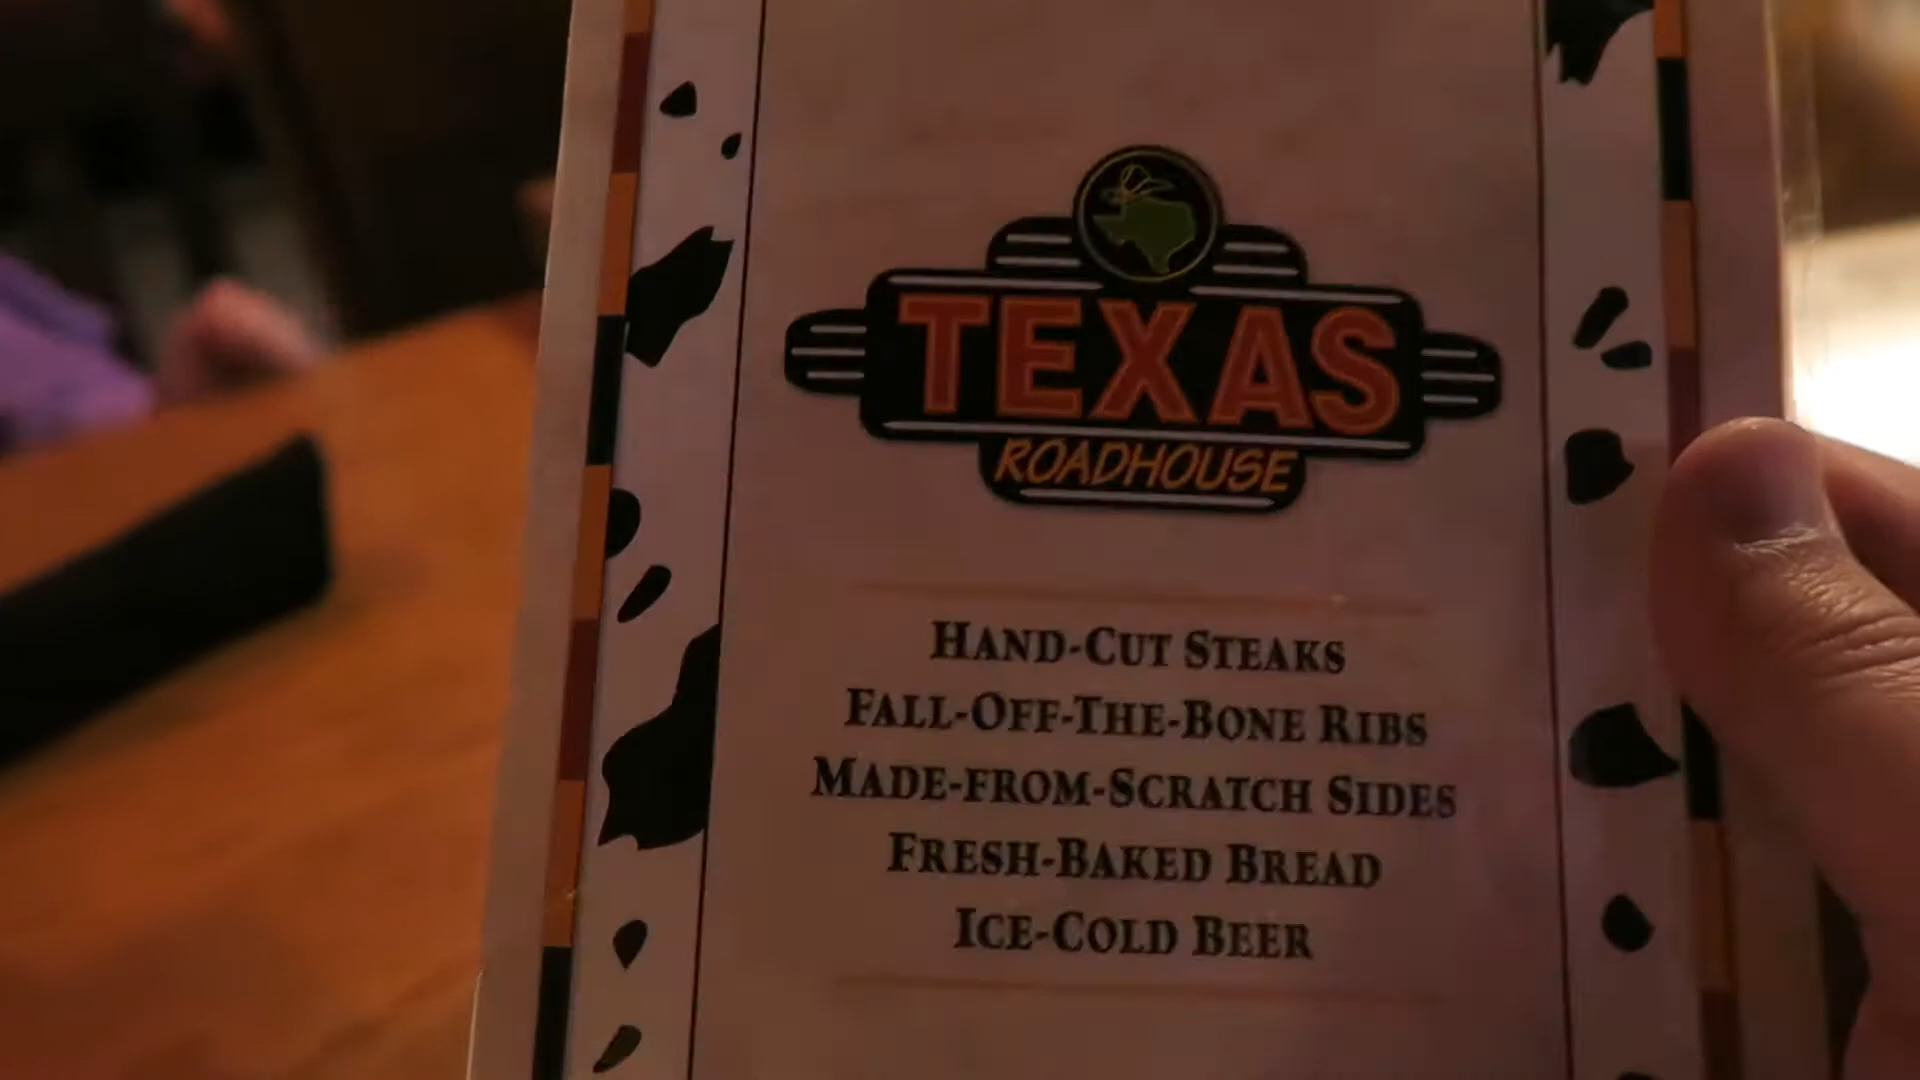 TEXAS
ROADHOUSE
HAND-CUT STEAKS
FALL-OFF-THE-BONE RIBS
MADE-FROM-SCRATCH SIDES
FRESH-BAKED BREAD
ICE-COLD BEER